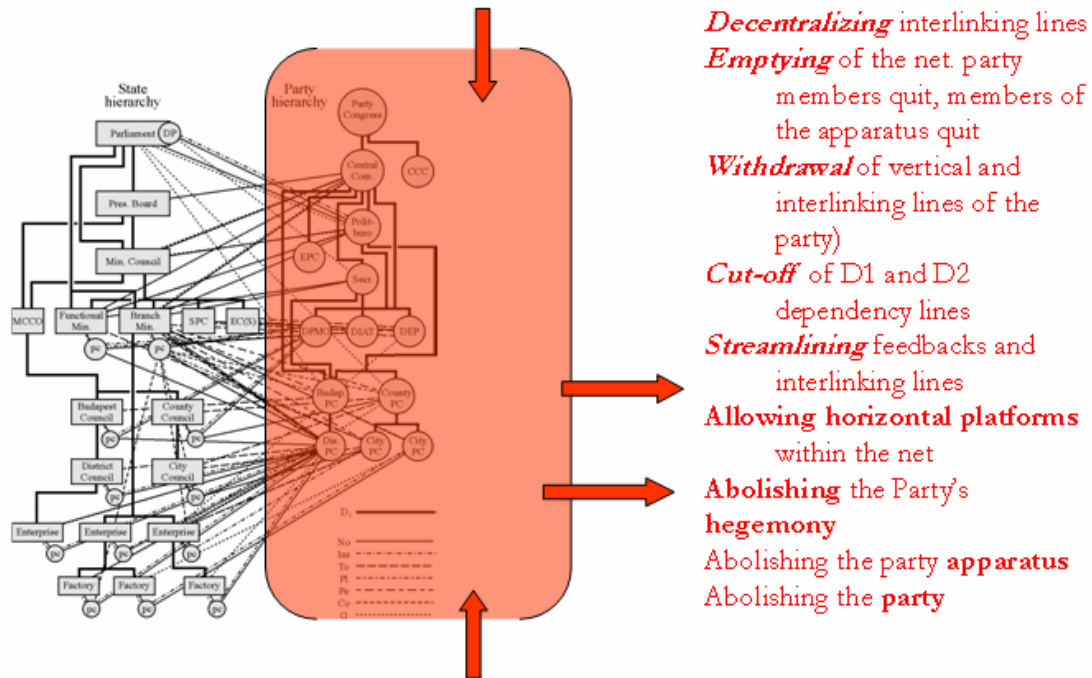 State
hierarchy
Parliament
DP
Pres. Board
Min. Council
MCCO
Functional
Min.
Branch
Min.
SPC
EC(S)
pc
pc
Budapest
Council
County
Council
pc
pc
District
Council
City
Council
pc
pc
Enterprise
Enterprise
Enterprise
pc
pc
pc
Factory
Factory
Factory
pc
pc
pc
Party
hierarchy
Party
Congress
Central
Com.
CCC
Polit-
buro
EPC
Secr.
DPMO
DIAT
DEP
Budap.
PC
County
PC
Dis.
PC
City
PC
City
PC
D
No
Ins
To
Pl
Pe
Co
O
Decentralizing interlinking lines
Emptying of the net. party
members quit, members of
the apparatus quit
Withdrawal of vertical and
interlinking lines of the
party)
Cut-off of D1 and D2
dependency lines
Streamlining feedbacks and
interlinking lines
Allowing horizontal platforms
within the net
Abolishing the Party's
hegemony
Abolishing the party apparatus
Abolishing the party